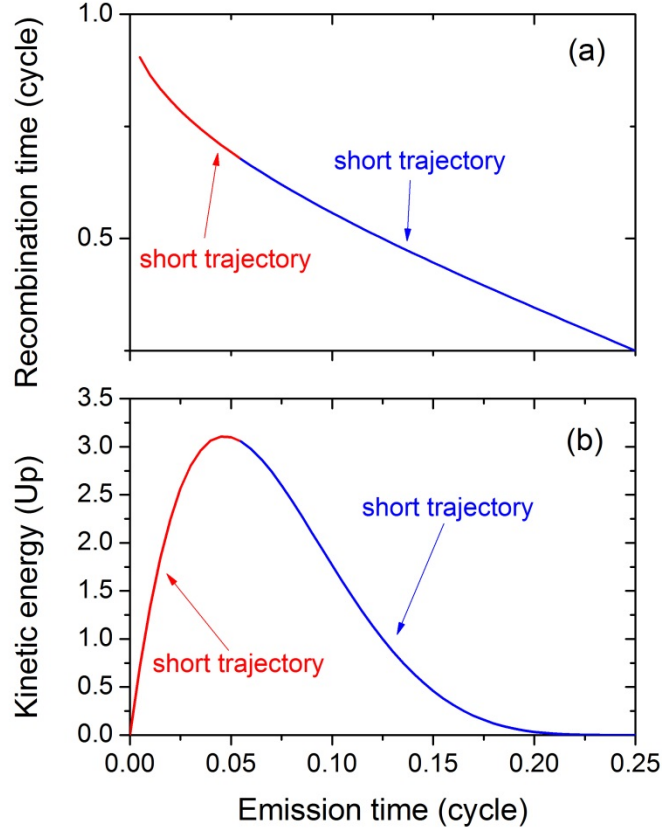 1.0
(a)
Recombination time (cycle)
short trajectory
0.5
short trajectory
3.5
(b)
3.0
2.5
short trajectory
2.0
Kinetic energy (Up)
1.5
1.0
short trajectory
0.5
0.0
0.00 0.05 0.10 0.15 0.20 0.25
Emission time (cycle)